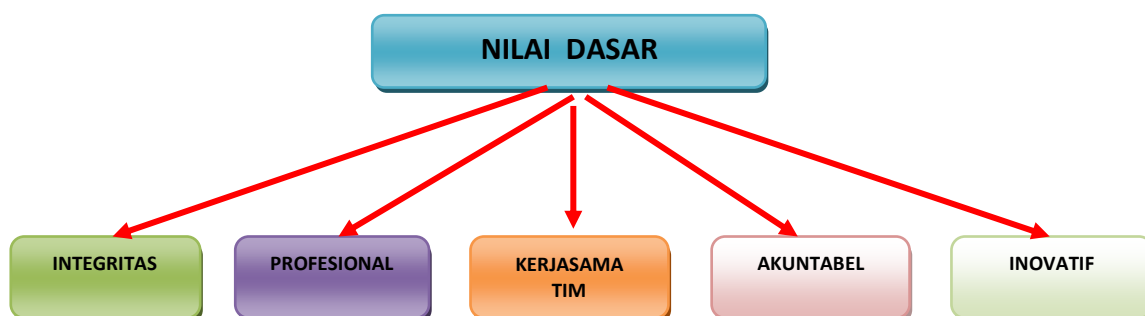 NILAI DASAR
INTEGRITAS
PROFESIONAL
KERJASAMA
TIM
AKUNTABEL
INOVATIF